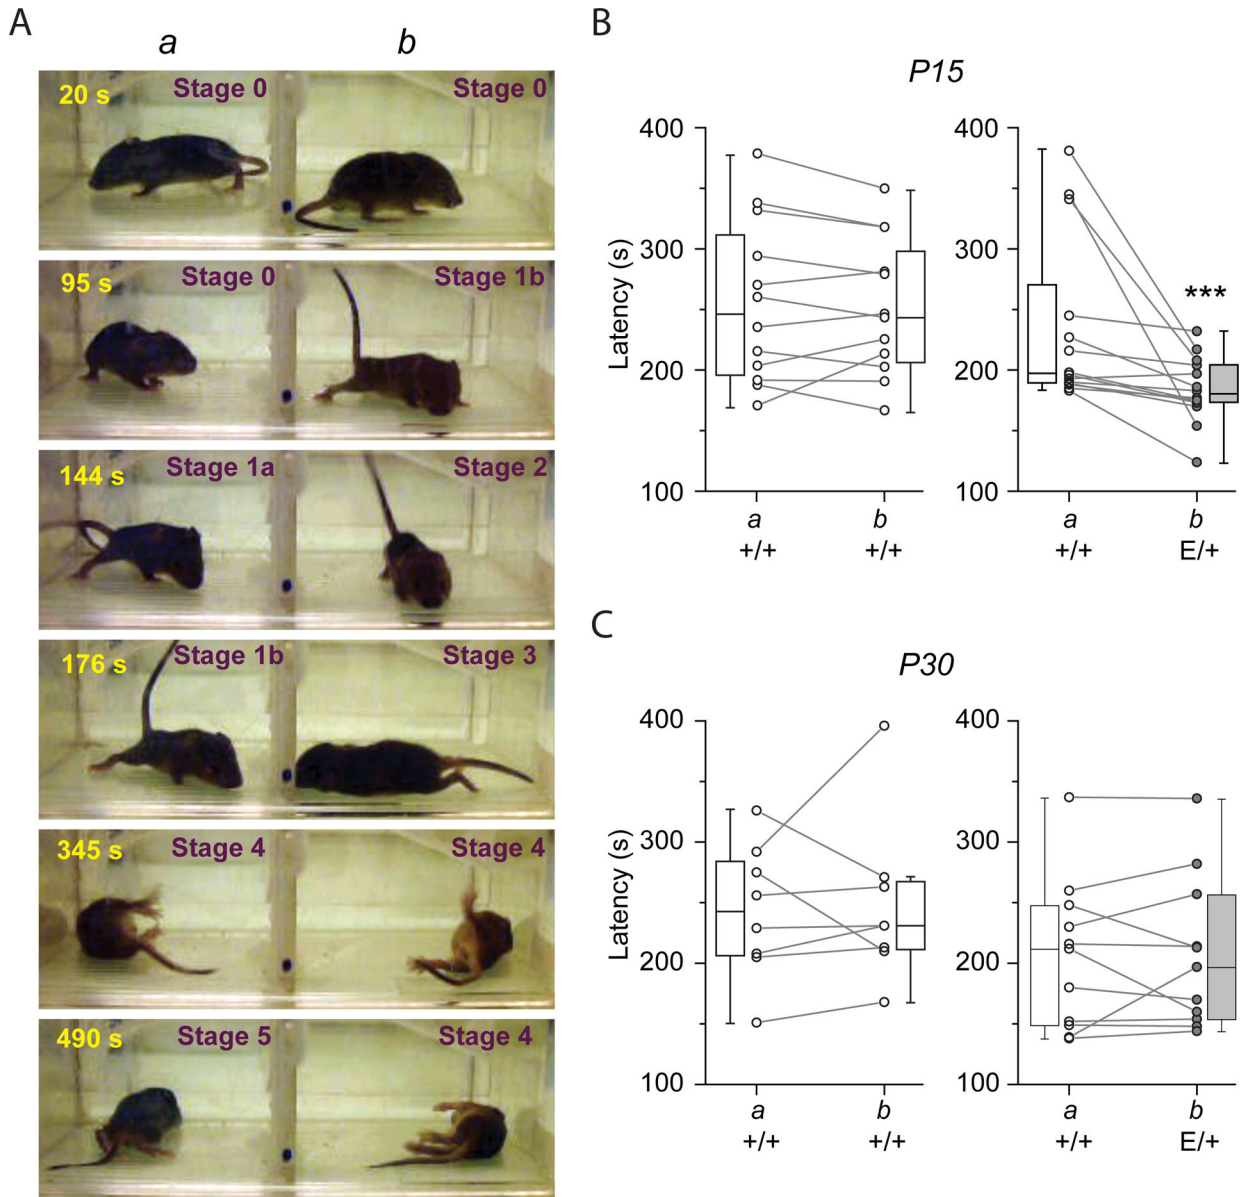 A
a b
20 s Stage 0 Stage 0
95 s Stage 0 Stage 1b
144 s Stage 1a Stage 2
176 s Stage 1b Stage 3
345 s Stage 4 Stage 4
490 s Stage 5 Stage 4
B
P15
Latency (s)
400
300
200
100
a b
+/+ +/+
400
300
200
100
***
a b
+/+ E/+
C
P30
Latency (s)
400
300
200
100
a b
+/+ +/+
400
300
200
100
a b
+/+ E/+